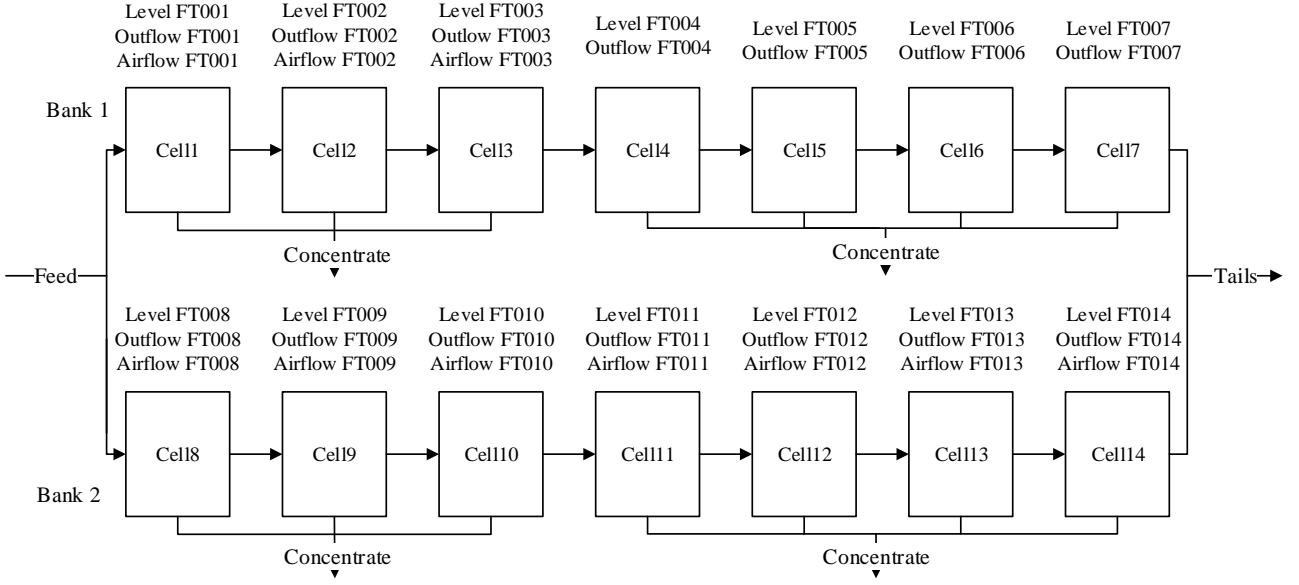 Level FT001
Outflow FT001
Airflow FT001
Level FT002
Outflow FT002
Airflow FT002
Level FT003
Outlow FT003
Airflow FT003
Level FT004
Outflow FT004
Level FT005
Outflow FT005
Level FT006
Outflow FT006
Level FT007
Outflow FT007
Bank 1
Cell1
Cell2
Cell3
Cell4
Cell5
Cell6
Cell7
Concentrate
Concentrate
Feed
Tails
Level FT008
Outflow FT008
Airflow FT008
Level FT009
Outflow FT009
Airflow FT009
Level FT010
Outflow FT010
Airflow FT010
Level FT011
Outflow FT011
Airflow FT011
Level FT012
Outflow FT012
Airflow FT012
Level FT013
Outflow FT013
Airflow FT013
Level FT014
Outflow FT014
Airflow FT014
Cell8
Cell9
Cell10
Cell11
Cell12
Cell13
Cell14
Bank 2
Concentrate
Concentrate